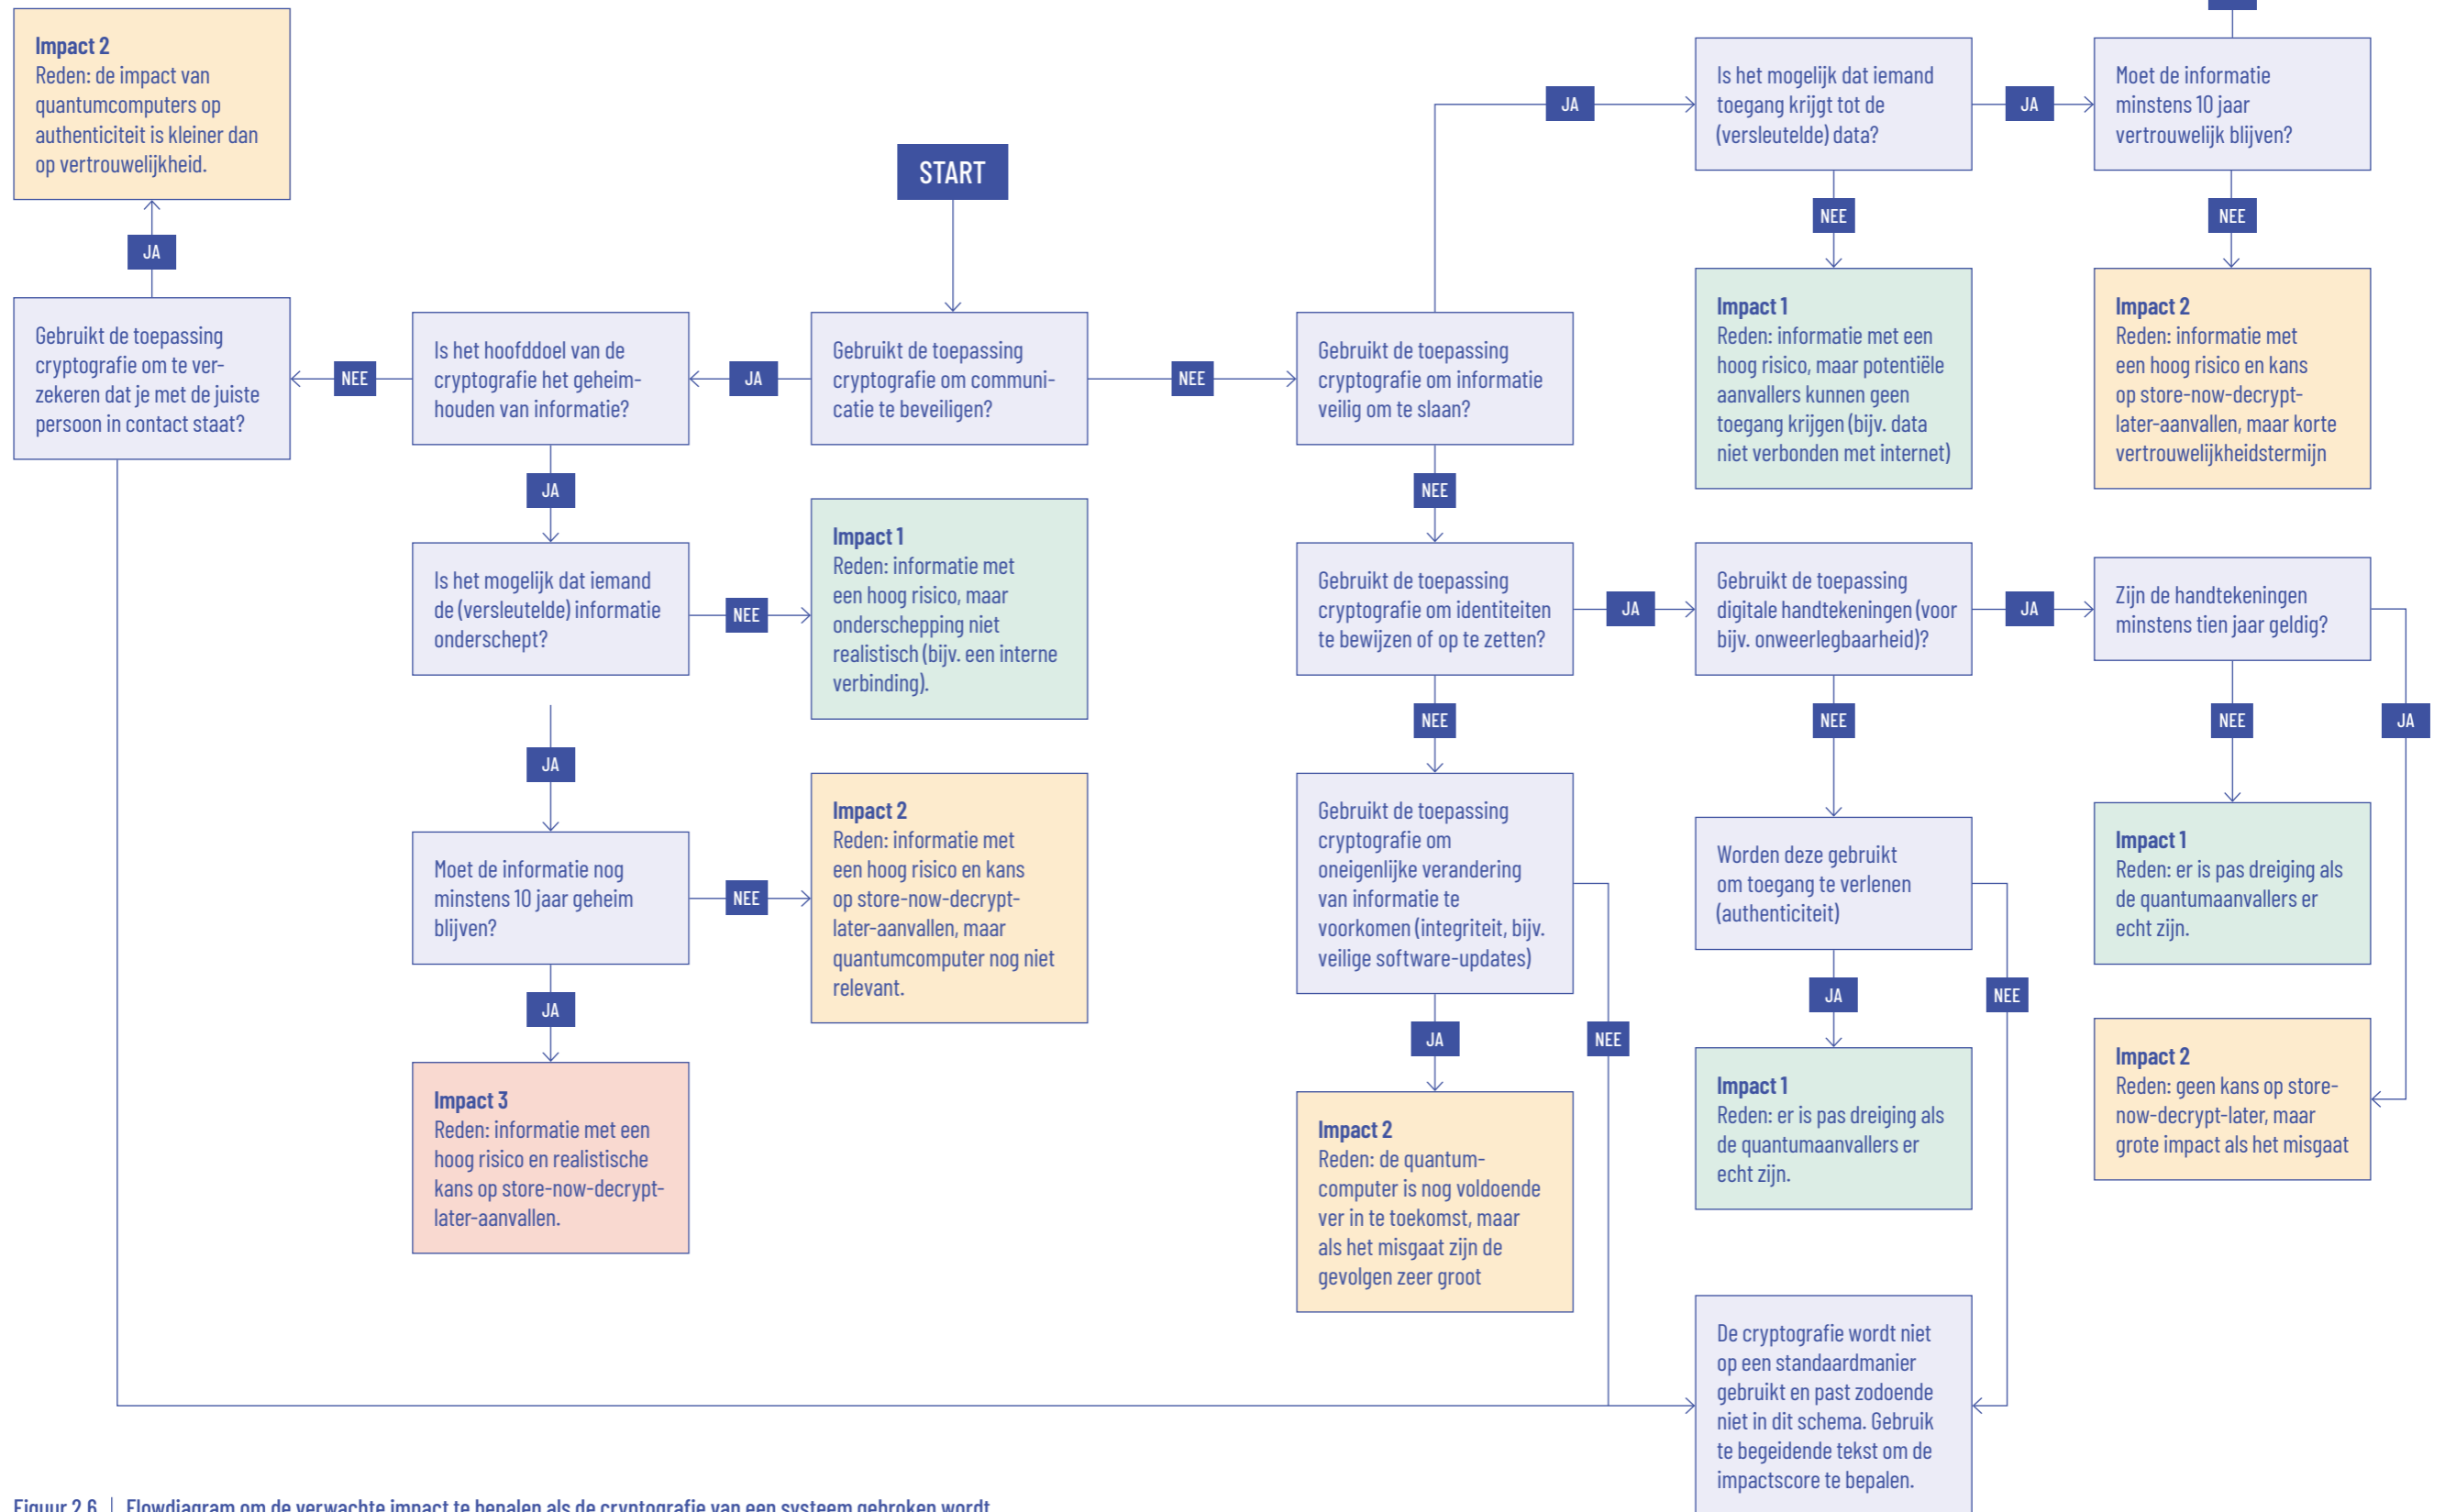 Impact 2
Reden: de impact van
quantumcomputers op
authenticiteit is kleiner dan
op vertrouwelijkheid.
JA
Gebruikt de toepassing
cryptografie om te ver-
zekeren dat je met de juiste
persoon in contact staat?
NEE
Is het hoofddoel van de
cryptografie het geheim-
houden van informatie?
JA
START
Gebruikt de toepassing
cryptografie om communi-
catie te beveiligen?
NEE
Gebruikt de toepassing
cryptografie om informatie
veilig om te slaan?
JA
Is het mogelijk dat iemand
toegang krijgt tot de
(versleutelde) data?
JA
Moet de informatie
minstens 10 jaar
vertrouwelijk blijven?
NEE
Impact 1
Reden: informatie met een
hoog risico, maar potentiële
aanvallers kunnen geen
toegang krijgen (bijv. data
niet verbonden met internet)
NEE
Impact 2
Reden: informatie met
een hoog risico en kans
op store-now-decrypt-
later-aanvallen, maar korte
vertrouwelijkheidstermijn
JA
Is het mogelijk dat iemand
de (versleutelde) informatie
onderschept?
NEE
Impact 1
Reden: informatie met
een hoog risico, maar
onderschepping niet
realistisch (bijv. een interne
verbinding).
JA
Moet de informatie nog
minstens 10 jaar geheim
blijven?
NEE
Impact 2
Reden: informatie met
een hoog risico en kans
op store-now-decrypt-
later-aanvallen, maar
quantumcomputer nog niet
relevant.
JA
Impact 3
Reden: informatie met een
hoog risico en realistische
kans op store-now-decrypt-
later-aanvallen.
NEE
Gebruikt de toepassing
cryptografie om identiteiten
te bewijzen of op te zetten?
JA
Gebruikt de toepassing
digitale handtekeningen (voor
bijv. onweerlegbaarheid)?
JA
Zijn de handtekeningen
minstens tien jaar geldig?
NEE
Gebruikt de toepassing
cryptografie om
oneigenlijke verandering
van informatie te
voorkomen (integriteit, bijv.
veilige software-updates)
JA
NEE
Impact 2
Reden: de quantum-
computer is nog voldoende
ver in te toekomst, maar
als het misgaat zijn de
gevolgen zeer groot
NEE
Worden deze gebruikt
om toegang te verlenen
(authenticiteit)
JA
NEE
Impact 1
Reden: er is pas dreiging als
de quantumaanvallers er
echt zijn.
NEE
JA
Impact 1
Reden: er is pas dreiging als
de quantumaanvallers er
echt zijn.
Impact 2
Reden: geen kans op store-
now-decrypt-later, maar
grote impact als het misgaat
De cryptografie wordt niet
op een standaardmanier
gebruikt en past zodoende
niet in dit schema. Gebruik
te begeidende tekst om de
impactscore te bepalen.
Figuur 2.6 | Flowdiagram om de verwachte impact te bepalen als de cryptografie van een systeem gebroken wordt